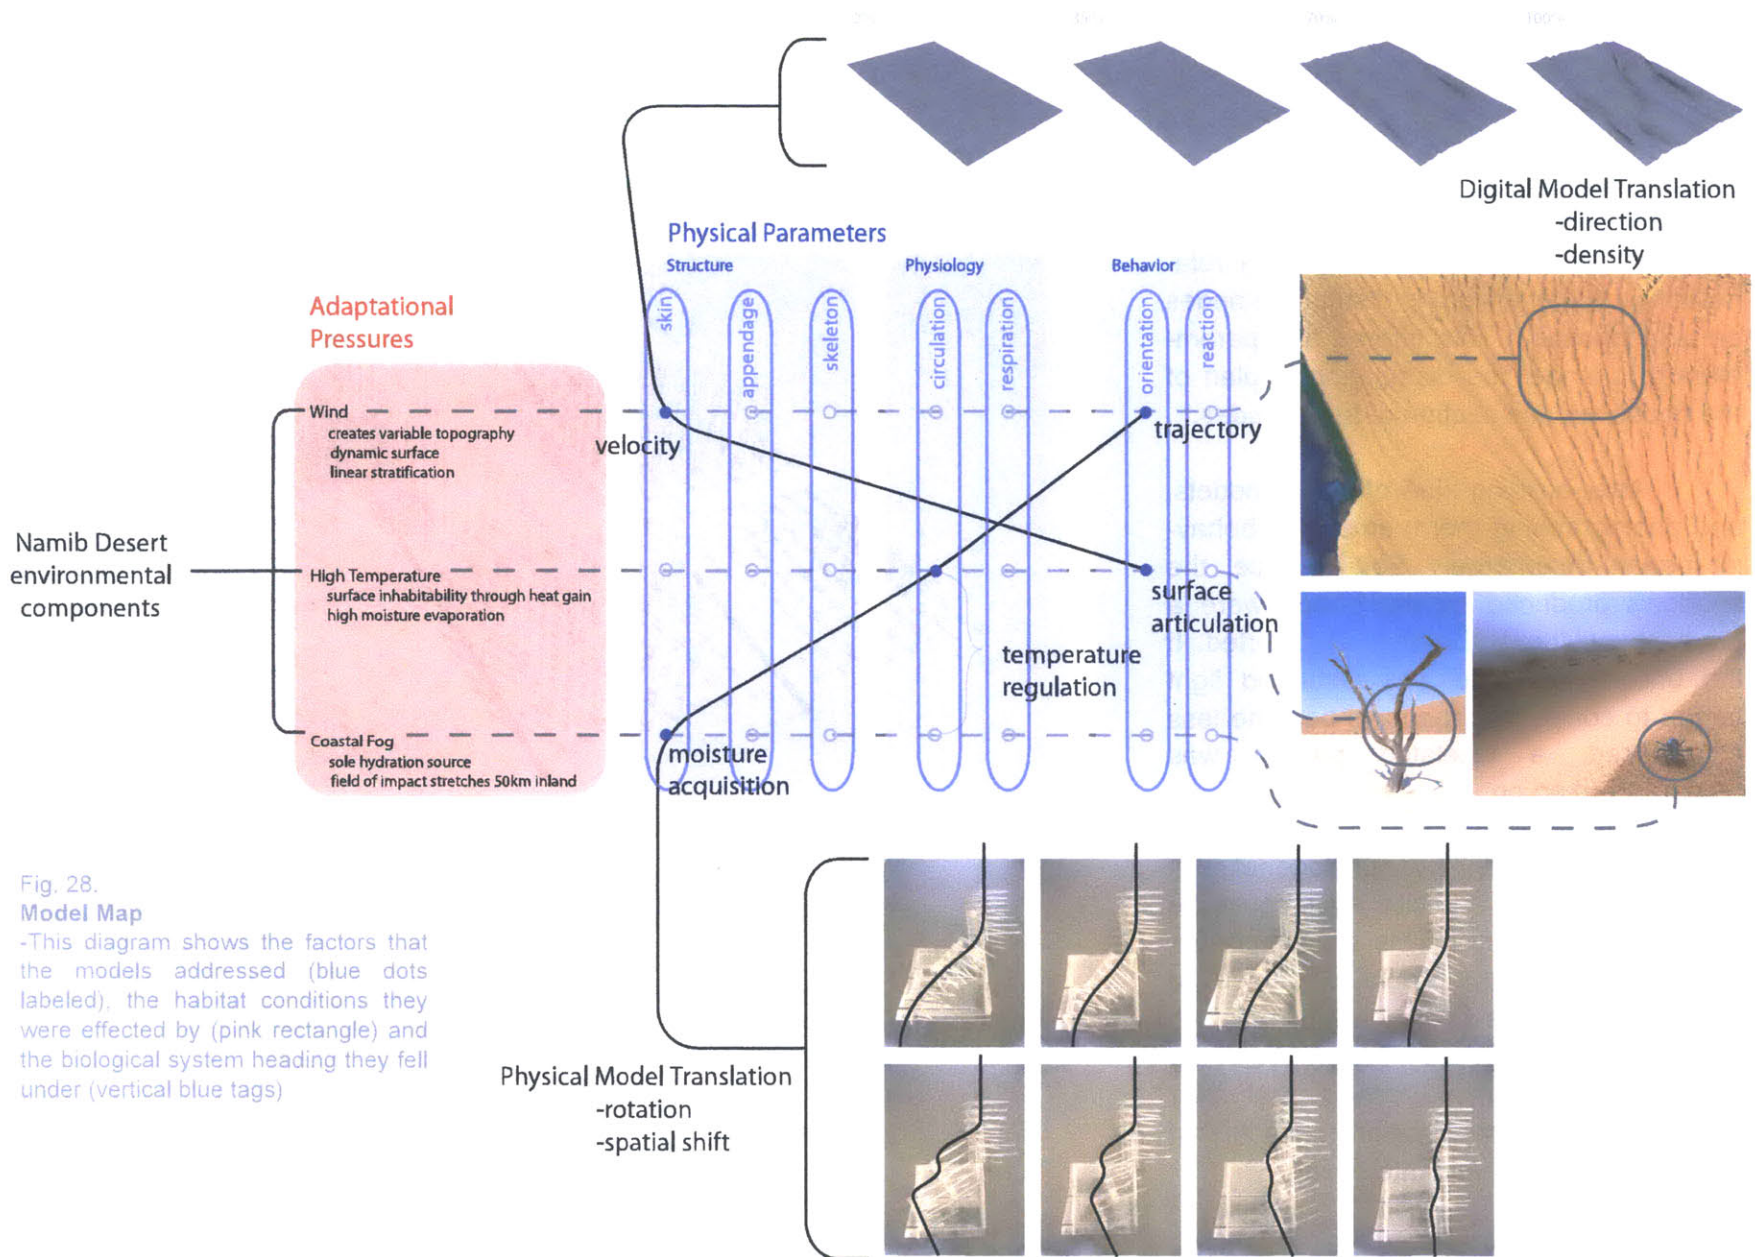 70%
100%
Digital Model Translation
-direction
-density
Physical Parameters
Structure
Physiology
Behavior
skin
appendage
skeleton
circulation
respiration
orientation
reaction
Adaptational
Pressures
Wind
creates variable topography
dynamic surface
linear stratification
velocity
trajectory
Namib Desert
environmental
components
High Temperature
surface inhabitability through heat gain
high moisture evaporation
surface
articulation
temperature
regulation
Coastal Fog
sole hydration source
field of impact stretches 50km inland
moisture
acquisition
Fig. 28.
Model Map
-This diagram shows the factors that
the models addressed (blue dots
labeled), the habitat conditions they
were effected by (pink rectangle) and
the biological system heading they fell
under (vertical blue tags)
Physical Model Translation
-rotation
-spatial shift